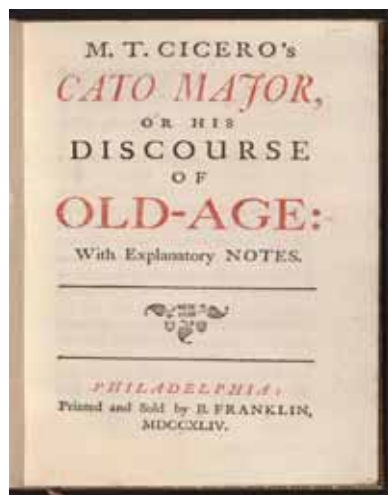 M. T. CICERO's
CATO MAJOR,
OR HIS
DISCOURSE
OF
OLD-AGE:
With Explanatory NOTES.
PHILADELPHIA:
Printed and Sold by B. FRANKLIN,
MDCCXLIV.